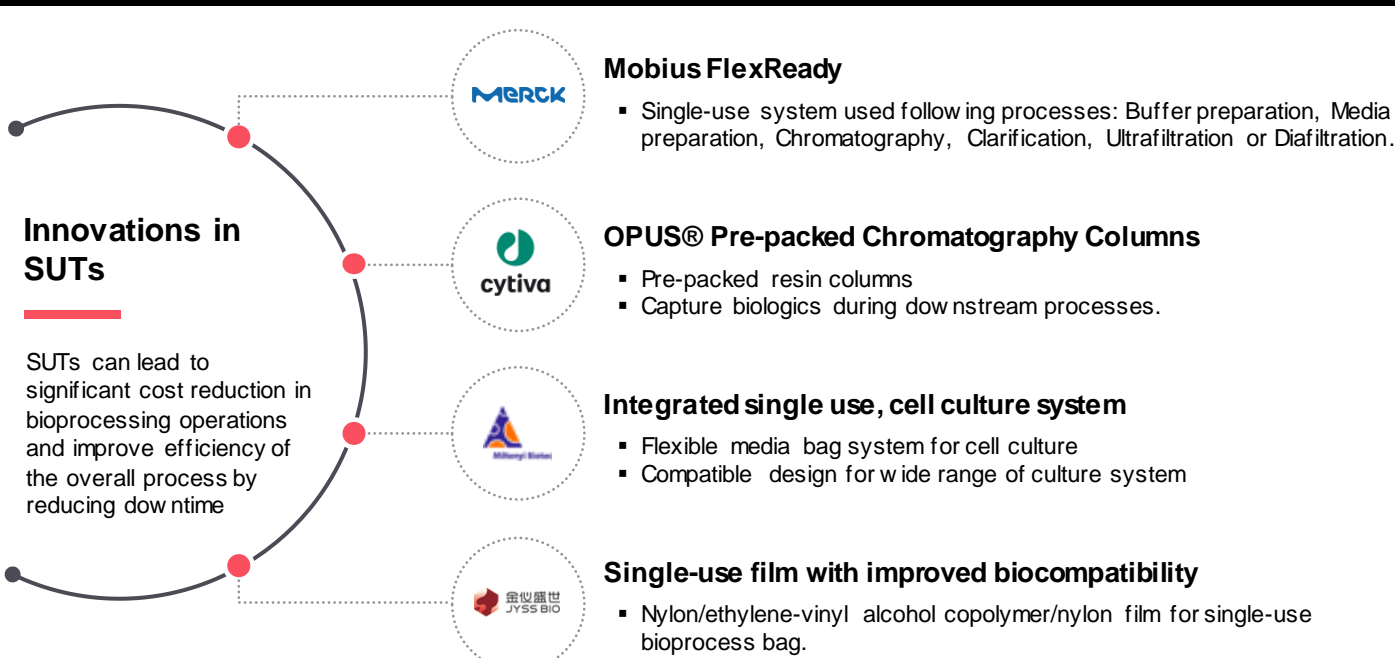 Innovations in
SUTs
SUTs can lead to
significant cost reduction in
bioprocessing operations
and improve efficiency of
the overall process by
reducing downtime
MERCK
Mobius FlexReady
▪ Single-use system used following processes: Buffer preparation, Media
preparation, Chromatography, Clarification, Ultrafiltration or Diafiltration.
cytiva
OPUS® Pre-packed Chromatography Columns
▪ Pre-packed resin columns
▪ Capture biologics during downstream processes.
Miltenyi Biotec
Integrated single use, cell culture system
▪ Flexible media bag system for cell culture
▪ Compatible design for wide range of culture system
金仪盛世
JYSS BIO
Single-use film with improved biocompatibility
▪ Nylon/ethylene-vinyl alcohol copolymer/nylon film for single-use
bioprocess bag.